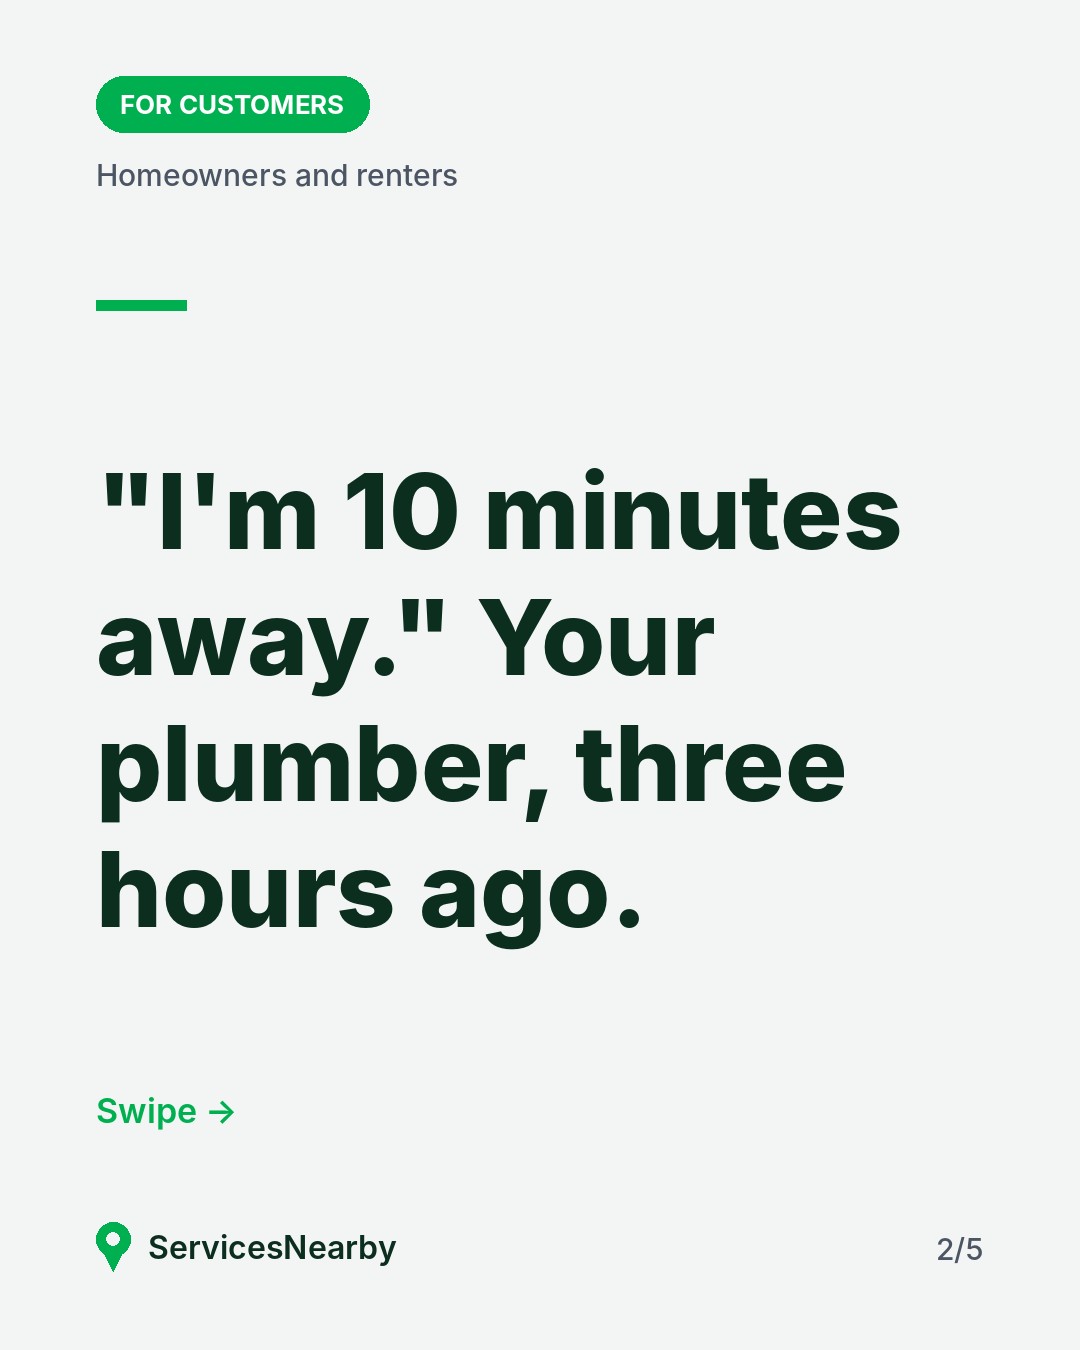 FOR CUSTOMERS
Homeowners and renters
"I'm 10 minutes
away." Your
plumber, three
hours ago.
Swipe →
ServicesNearby
2/5